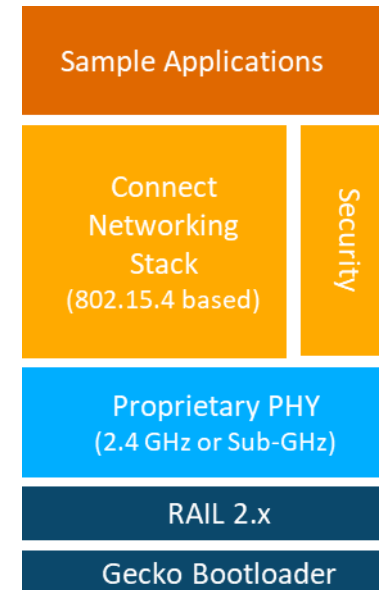 Sample Applications
Connect
Networking
Stack
(802.15.4 based)
Security
Proprietary PHY
(2.4 GHz or Sub-GHz)
RAIL 2.x
Gecko Bootloader